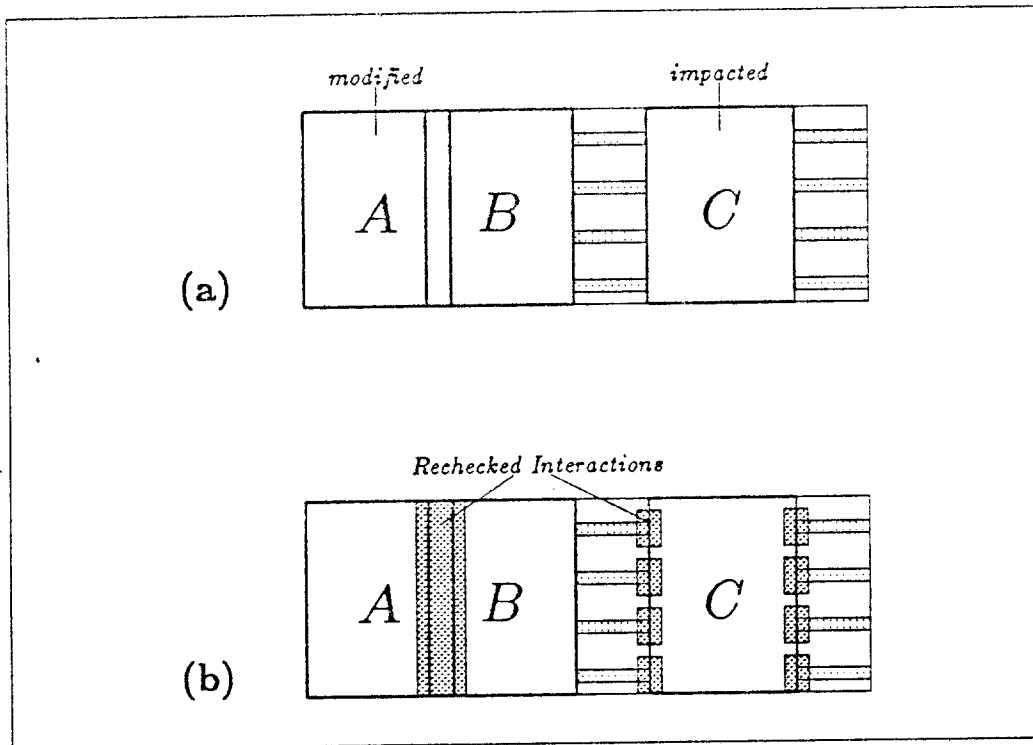 modified
impacted
A
B
C
(a)
Rechecked Interactions
A
B
C
(b)